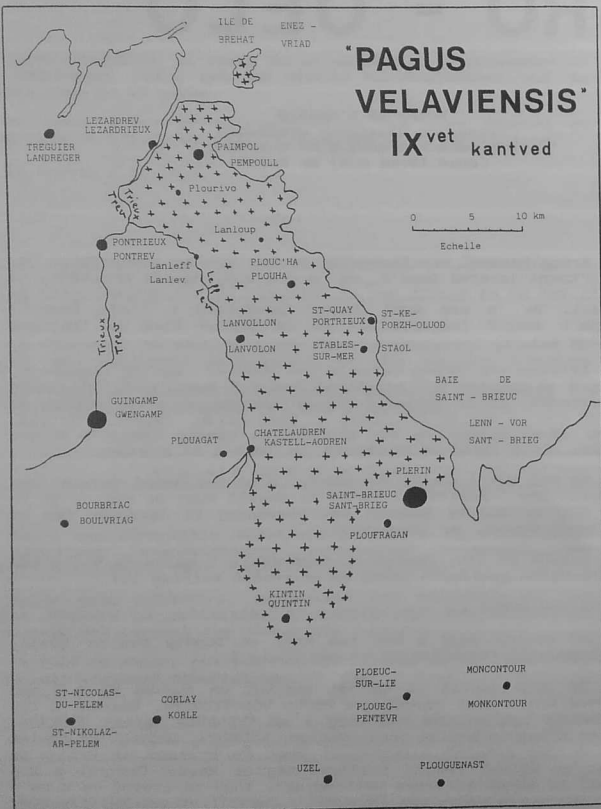 ILE DE
BREHAT
ENEZ -
VRIAD
"PAGUS
VELAVIENSIS"
IXvet kantved
0 5 10 km
Echelle
LEZARDREV
LEZARDRIEUX
TREGUIER
LANDREGER
PAIMPOL
PEMPOULL
Plourivo
Trieux
Trev
Lanloup
PONTRIEUX
PONTREV
Lanleff
Lanlev
Leff
Lev
PLOUC'HA
PLOUHA
ST-QUAY
PORTRIEUX
ST-KE-
PORZH-OLUOD
LANVOLLON
LANVOLON
ETABLES-
SUR-MER
STAOL
Trieux
Trev
BAIE DE
SAINT - BRIEUC
LENN - VOR
SANT - BRIEG
GUINGAMP
GWENGAMP
PLOUAGAT
CHATELAUDREN
KASTELL-AODREN
PLERIN
SAINT-BRIEUC
SANT-BRIEG
BOURBRIAC
BOULVRIAG
PLOUFRAGAN
KINTIN
QUINTIN
PLOEUC-
SUR-LIE
PLOUEG-
PENTEVR
MONCONTOUR
MONKONTOUR
ST-NICOLAS-
DU-PELEM
ST-NIKOLAZ-
AR-PELEM
CORLAY
KORLE
UZEL
PLOUGUENAST